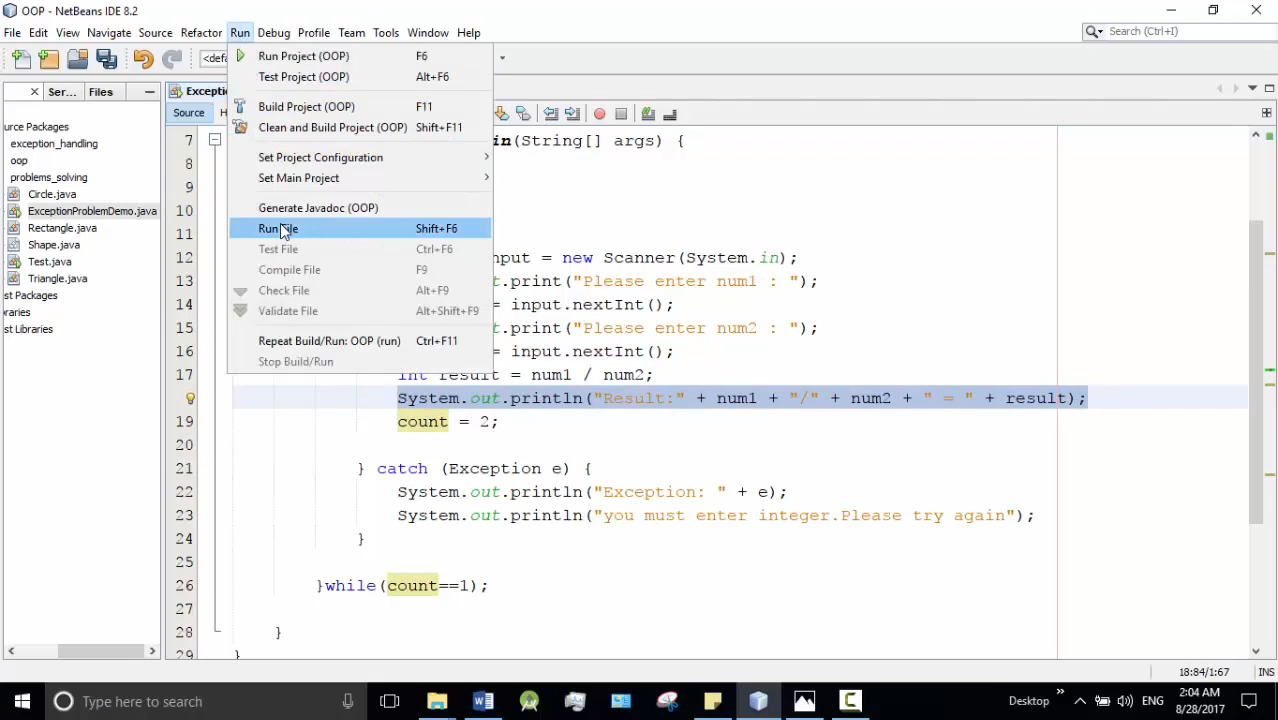 OOP - NetBeans IDE 8.2
File Edit View Navigate Source Refactor Run Debug Profile Team Tools Window Help
Search (Ctrl+I)
<def
Run Project (OOP) F6
Test Project (OOP) Alt+F6
Build Project (OOP) F11
Clean and Build Project (OOP) Shift+F11
Set Project Configuration
Set Main Project
Generate Javadoc (OOP)
Run File Shift+F6
Test File Ctrl+F6
Compile File F9
Check File Alt+F9
Validate File Alt+Shift+F9
Repeat Build/Run: OOP (run) Ctrl+F11
Stop Build/Run
Ser... Files
Excepti
Source H
urce Packages
exception_handling
oop
problems_solving
Circle.java
ExceptionProblemDemo.java
Rectangle.java
Shape.java
Test.java
Triangle.java
st Packages
raries
st Libraries
7 in(String[] args) {
8
9
10
11
12 nput = new Scanner(System.in);
13 t.print("Please enter num1 : ");
14 = input.nextInt();
15 t.print("Please enter num2 : ");
16 = input.nextInt();
17 int result = num1 / num2;
System.out.println("Result:" + num1 + "/" + num2 + " = " + result);
19 count = 2;
20
21 } catch (Exception e) {
22 System.out.println("Exception: " + e);
23 System.out.println("you must enter integer.Please try again");
24 }
25
26 }while(count==1);
27
28 }
29 }
18:84/1:67 INS
Type here to search
Desktop
ENG
2:04 AM
8/28/2017